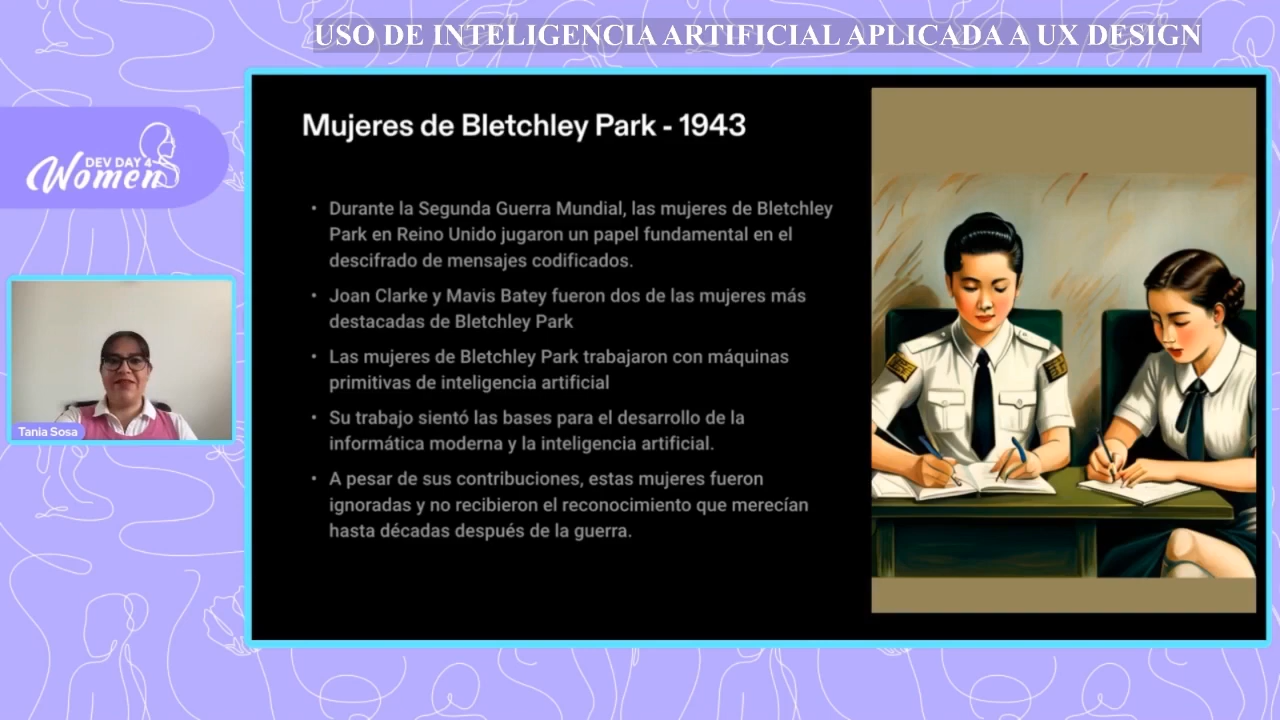 USO DE INTELIGENCIA ARTIFICIAL APLICADA A UX DESIGN
DEV DAY 4
Women
Tania Sosa
Mujeres de Bletchley Park - 1943
• Durante la Segunda Guerra Mundial, las mujeres de Bletchley
Park en Reino Unido jugaron un papel fundamental en el
descifrado de mensajes codificados.
• Joan Clarke y Mavis Batey fueron dos de las mujeres más
destacadas de Bletchley Park
• Las mujeres de Bletchley Park trabajaron con máquinas
primitivas de inteligencia artificial
• Su trabajo sientó las bases para el desarrollo de la
informática moderna y la inteligencia artificial.
• A pesar de sus contribuciones, estas mujeres fueron
ignoradas y no recibieron el reconocimiento que merecían
hasta décadas después de la guerra.